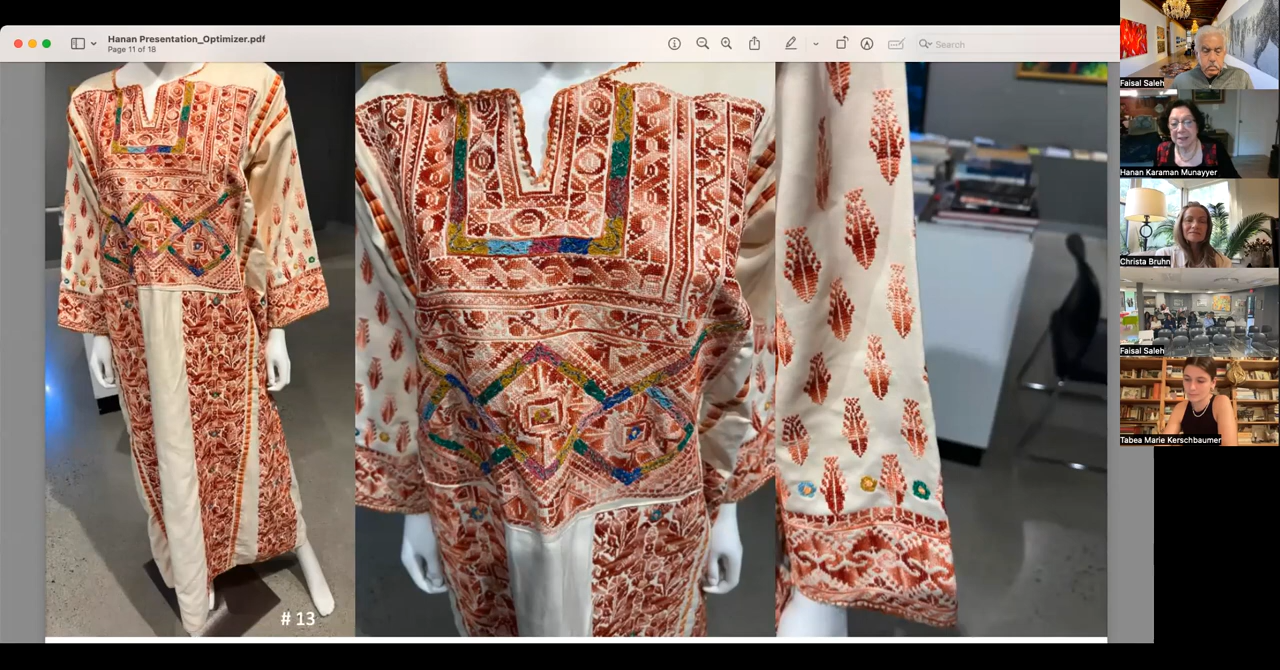 Hanan Presentation_Optimizer.pdf
Page 11 of 18
Search
# 13
Faisal Saleh
Hanan Karaman Munayyer
Christa Bruhn
Faisal Saleh
Tabea Marie Kerschbaumer